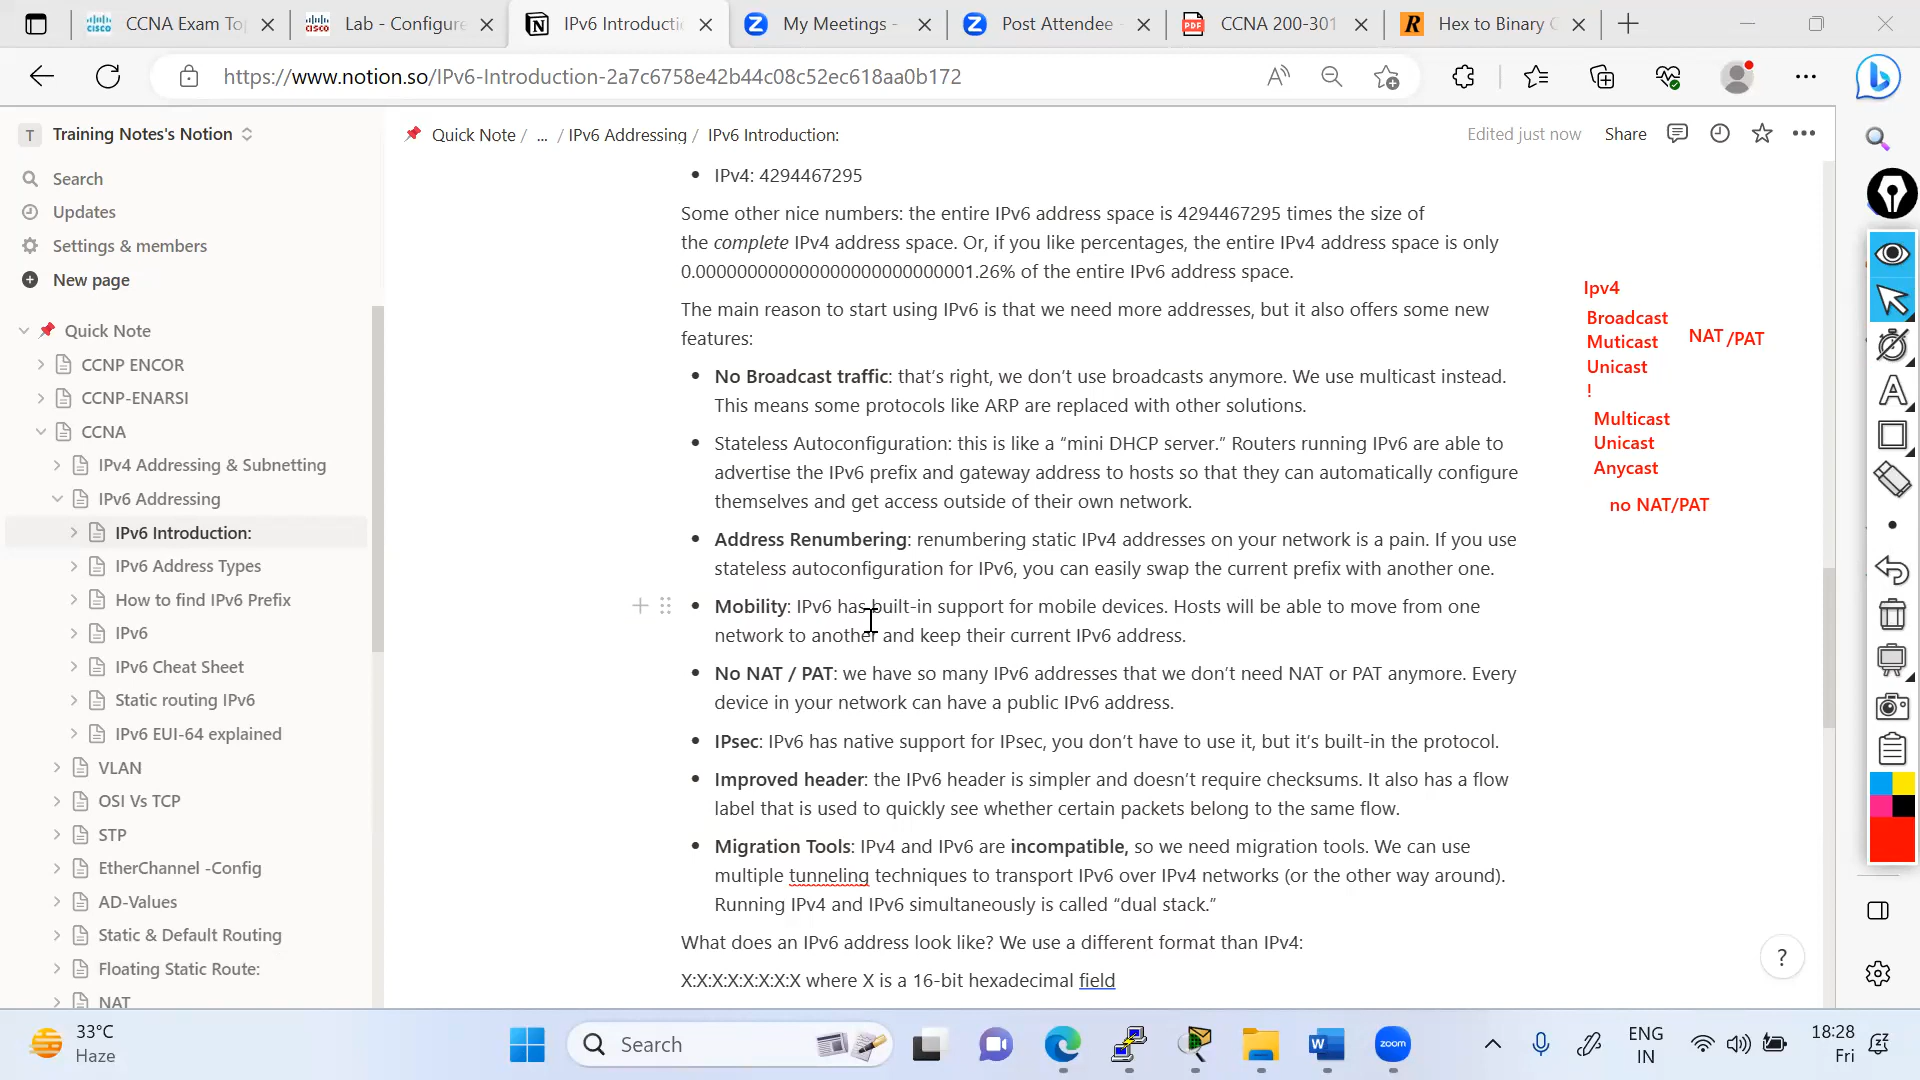 CCNA Exam To
Lab - Configure
IPv6 Introducti
My Meetings -
Post Attendee -
CCNA 200-301
Hex to Binary C
https://www.notion.so/IPv6-Introduction-2a7c6758e42b44c08c52ec618aa0b172
T Training Notes's Notion
Quick Note / ... / IPv6 Addressing / IPv6 Introduction:
Edited just now Share
Search
Updates
Settings & members
New page
Quick Note
CCNP ENCOR
CCNP-ENARSI
CCNA
IPv4 Addressing & Subnetting
IPv6 Addressing
IPv6 Introduction:
IPv6 Address Types
How to find IPv6 Prefix
IPv6
IPv6 Cheat Sheet
Static routing IPv6
IPv6 EUI-64 explained
VLAN
OSI Vs TCP
STP
EtherChannel -Config
AD-Values
Static & Default Routing
Floating Static Route:
NAT
• IPv4: 4294467295
Some other nice numbers: the entire IPv6 address space is 4294467295 times the size of
the complete IPv4 address space. Or, if you like percentages, the entire IPv4 address space is only
0.0000000000000000000000000001.26% of the entire IPv6 address space.
The main reason to start using IPv6 is that we need more addresses, but it also offers some new
features:
• No Broadcast traffic: that's right, we don't use broadcasts anymore. We use multicast instead.
This means some protocols like ARP are replaced with other solutions.
• Stateless Autoconfiguration: this is like a “mini DHCP server.” Routers running IPv6 are able to
advertise the IPv6 prefix and gateway address to hosts so that they can automatically configure
themselves and get access outside of their own network.
• Address Renumbering: renumbering static IPv4 addresses on your network is a pain. If you use
stateless autoconfiguration for IPv6, you can easily swap the current prefix with another one.
• Mobility: IPv6 has built-in support for mobile devices. Hosts will be able to move from one
network to another and keep their current IPv6 address.
• No NAT / PAT: we have so many IPv6 addresses that we don't need NAT or PAT anymore. Every
device in your network can have a public IPv6 address.
• IPsec: IPv6 has native support for IPsec, you don't have to use it, but it's built-in the protocol.
• Improved header: the IPv6 header is simpler and doesn't require checksums. It also has a flow
label that is used to quickly see whether certain packets belong to the same flow.
• Migration Tools: IPv4 and IPv6 are incompatible, so we need migration tools. We can use
multiple tunneling techniques to transport IPv6 over IPv4 networks (or the other way around).
Running IPv4 and IPv6 simultaneously is called “dual stack.”
What does an IPv6 address look like? We use a different format than IPv4:
X:X:X:X:X:X:X:X where X is a 16-bit hexadecimal field
Ipv4
Broadcast
Muticast NAT /PAT
Unicast
!
Multicast
Unicast
Anycast
no NAT/PAT
?
33°C
Haze
Search
zoom
ENG
IN
18:28
Fri